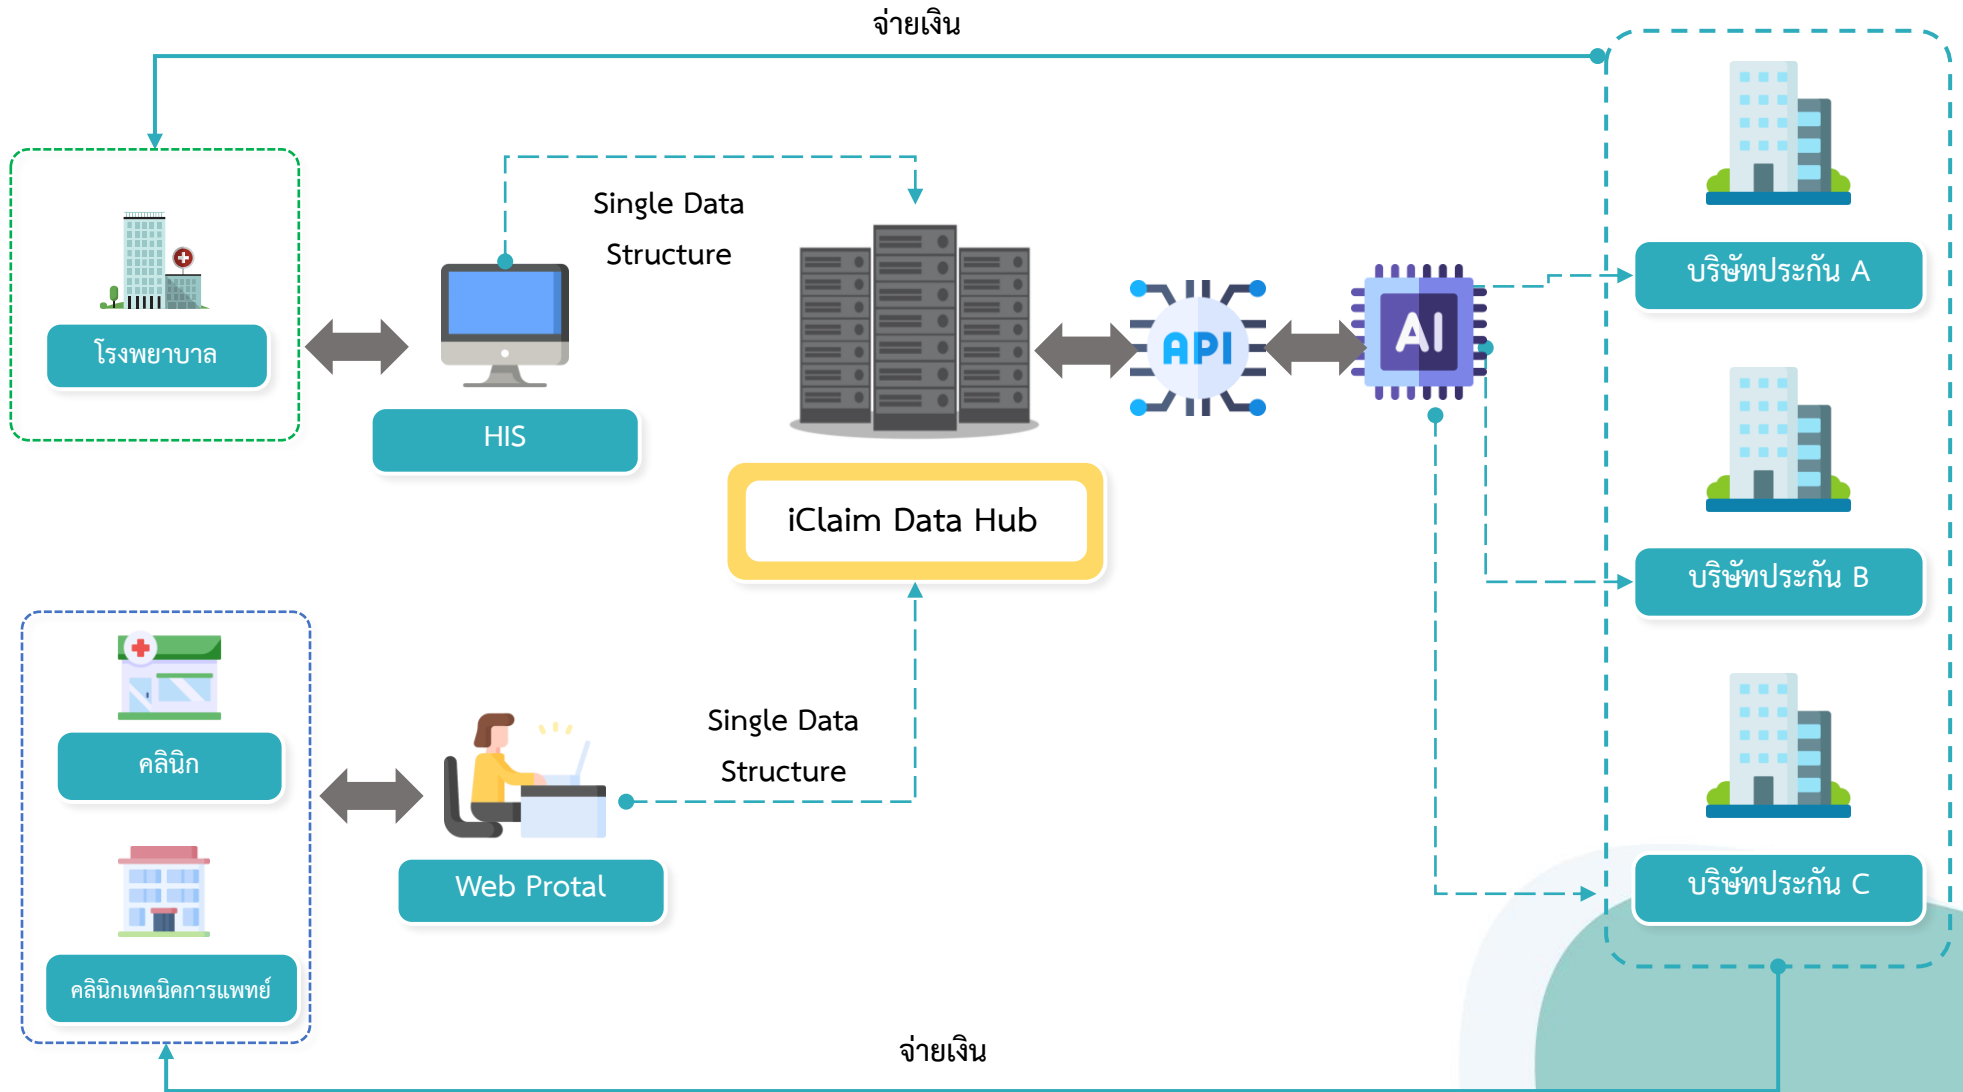 จ่ายเงิน
Single Data
Structure
โรงพยาบาล
HIS
iClaim Data Hub
API
AI
บริษัทประกัน A
บริษัทประกัน B
บริษัทประกัน C
คลินิก
คลินิกเทคนิคการแพทย์
Web Protal
Single Data
Structure
จ่ายเงิน